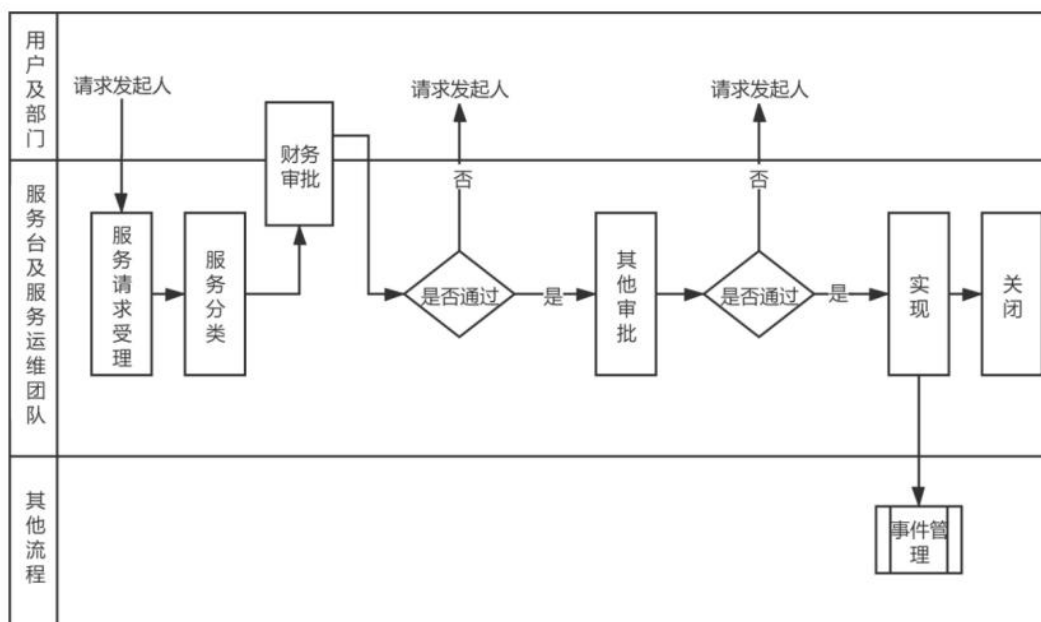 用户及部门
请求发起人
财务
审批
请求发起人
请求发起人
服务台及服务运维团队
服务请求受理
服务分类
否
是否通过
是
其他审批
否
是否通过
是
实现
关闭
其他流程
事件管
理